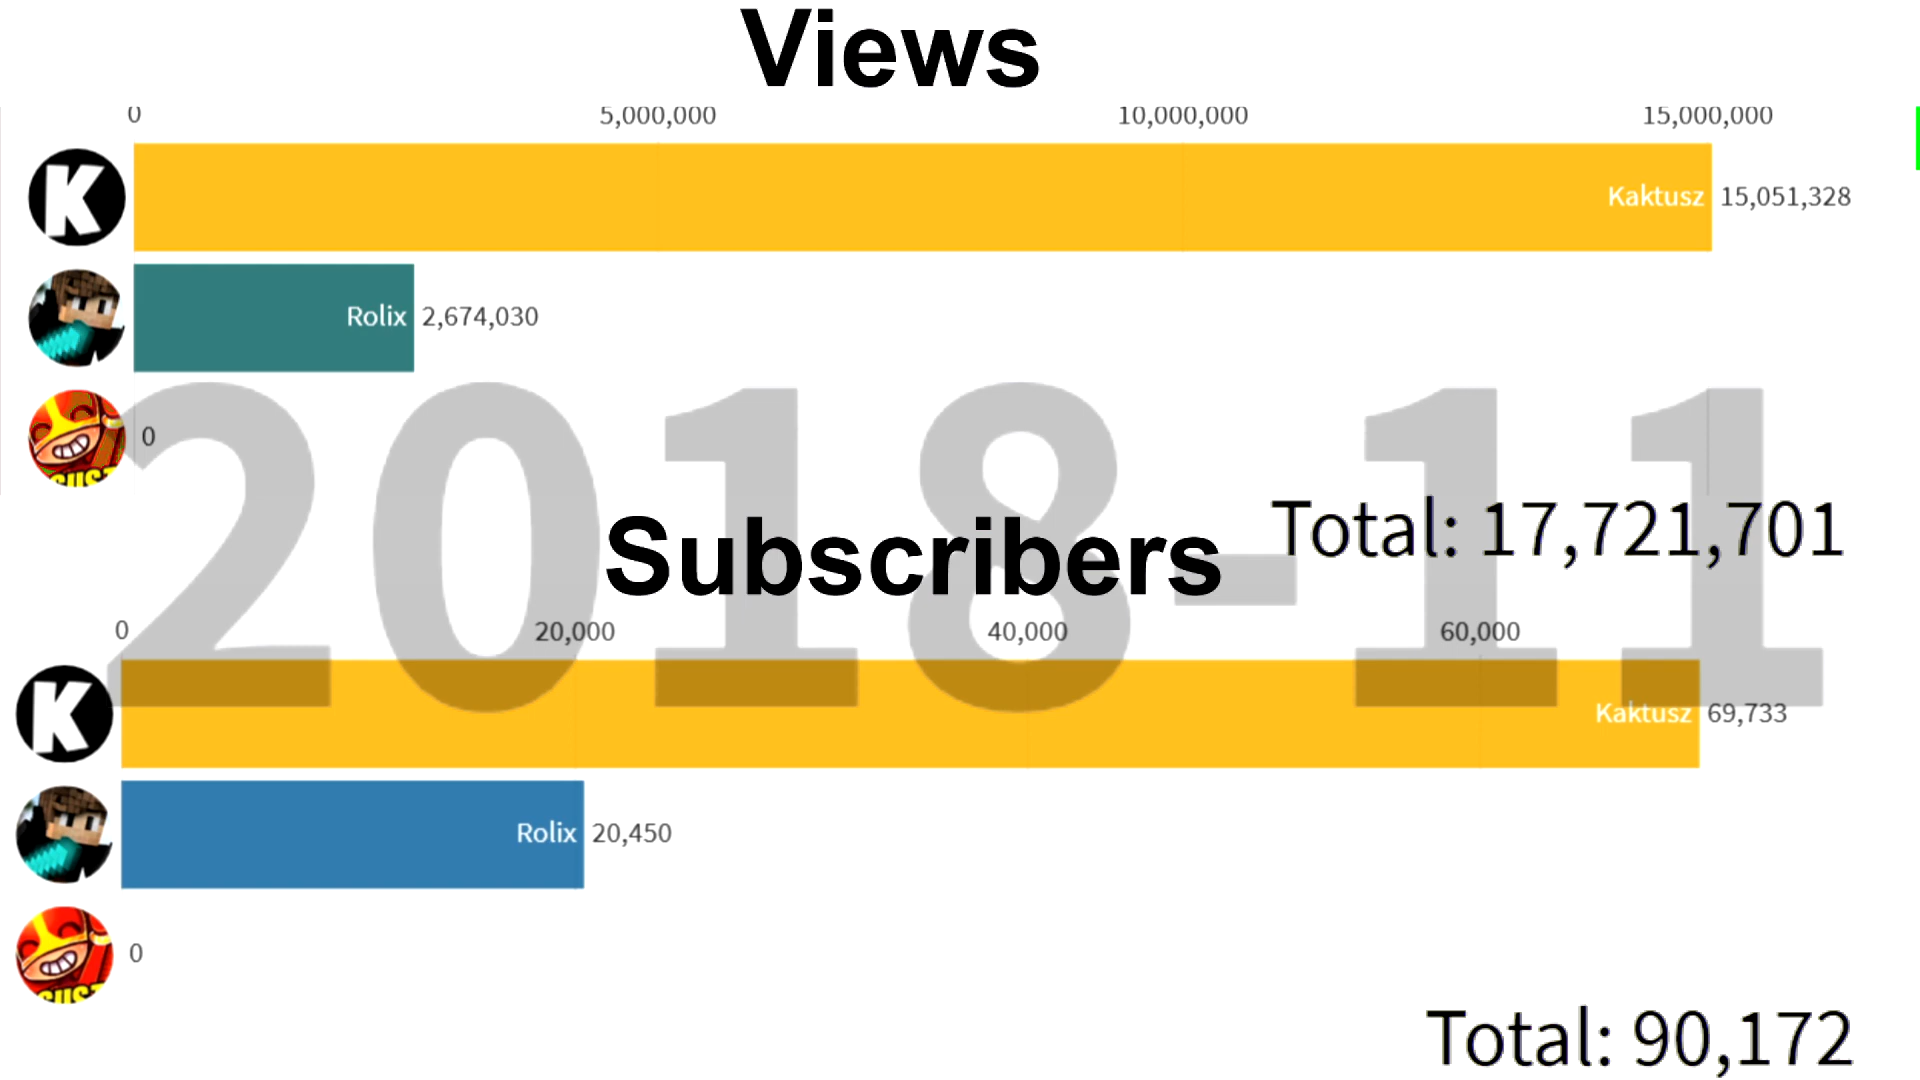 Views
0 5,000,000 10,000,000 15,000,000
K
Kaktusz 15,051,328
Rolix 2,674,030
0
2018-11
Total: 17,721,701
Subscribers
0 20,000 40,000 60,000
K
Kaktusz 69,733
Rolix 20,450
0
Total: 90,172